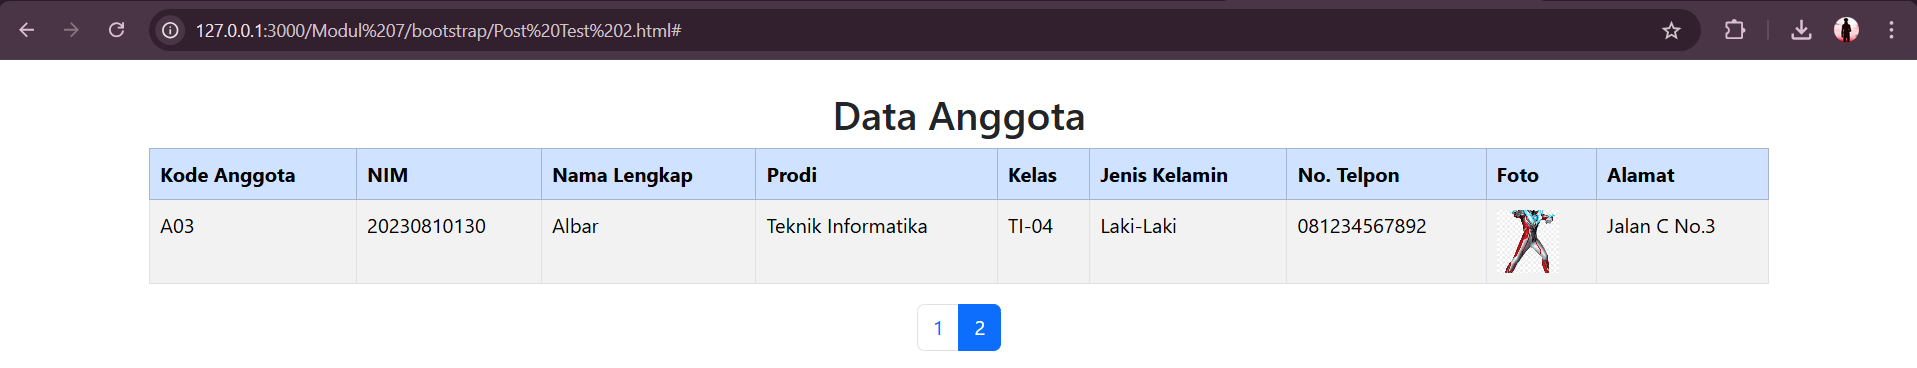 127.0.0.1:3000/Modul%207/bootstrap/Post%20Test%202.html#
Data Anggota
Kode Anggota NIM Nama Lengkap Prodi Kelas Jenis Kelamin No. Telpon Foto Alamat
A03 20230810130 Albar Teknik Informatika TI-04 Laki-Laki 081234567892 Jalan C No.3
1 2